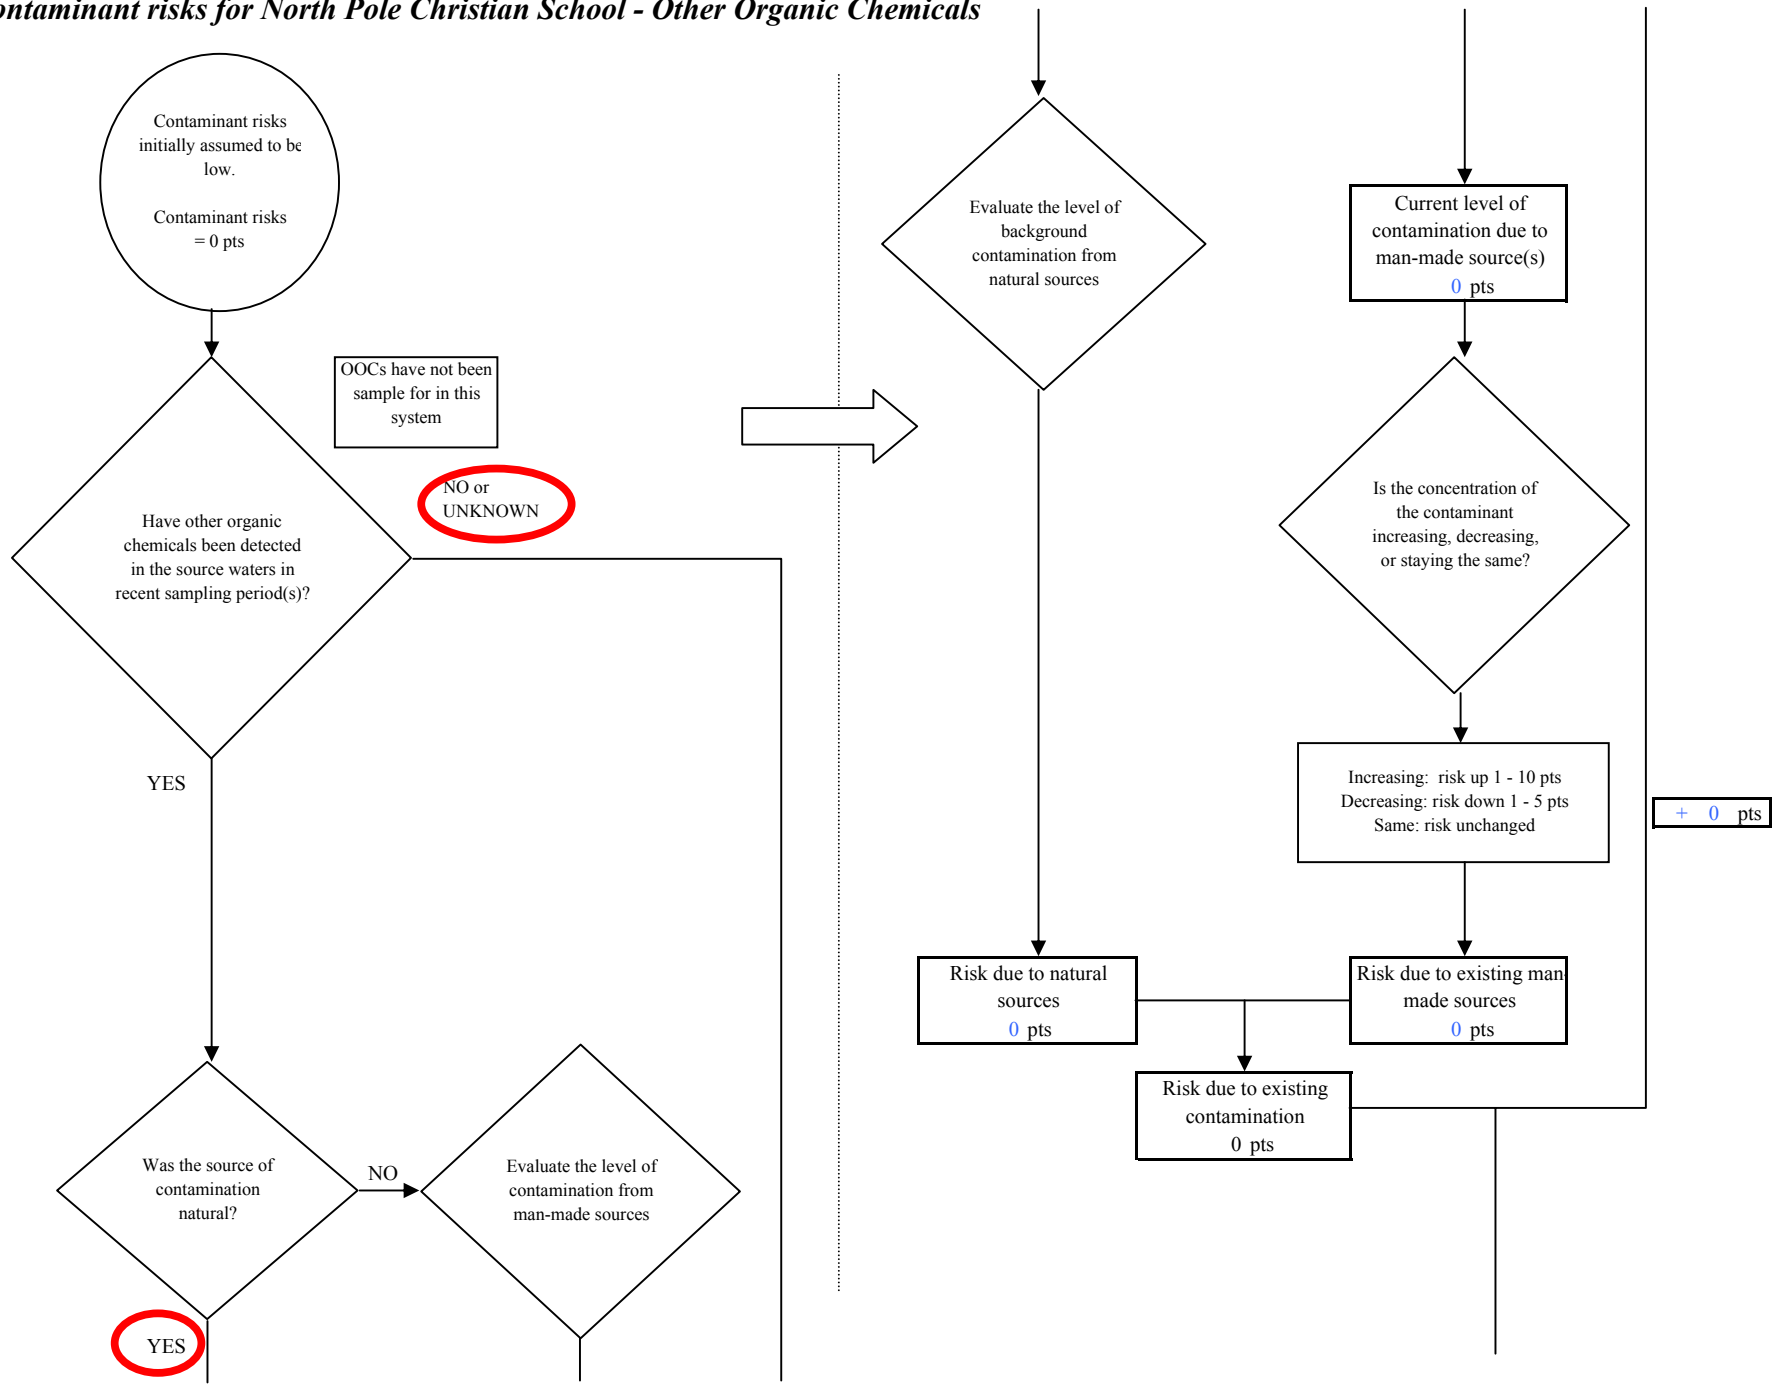 ontaminant risks for North Pole Christian School - Other Organic Chemicals
Contaminant risks
initially assumed to be
low.
Contaminant risks
= 0 pts
OOCs have not been
sample for in this
system
NO or
UNKNOWN
Have other organic
chemicals been detected
in the source waters in
recent sampling period(s)?
YES
Was the source of
contamination
natural?
NO
Evaluate the level of
contamination from
man-made sources
YES
Evaluate the level of
background
contamination from
natural sources
Current level of
contamination due to
man-made source(s)
0 pts
Is the concentration of
the contaminant
increasing, decreasing,
or staying the same?
Increasing: risk up 1 - 10 pts
Decreasing: risk down 1 - 5 pts
Same: risk unchanged
+ 0 pts
Risk due to natural
sources
0 pts
Risk due to existing man-
made sources
0 pts
Risk due to existing
contamination
0 pts